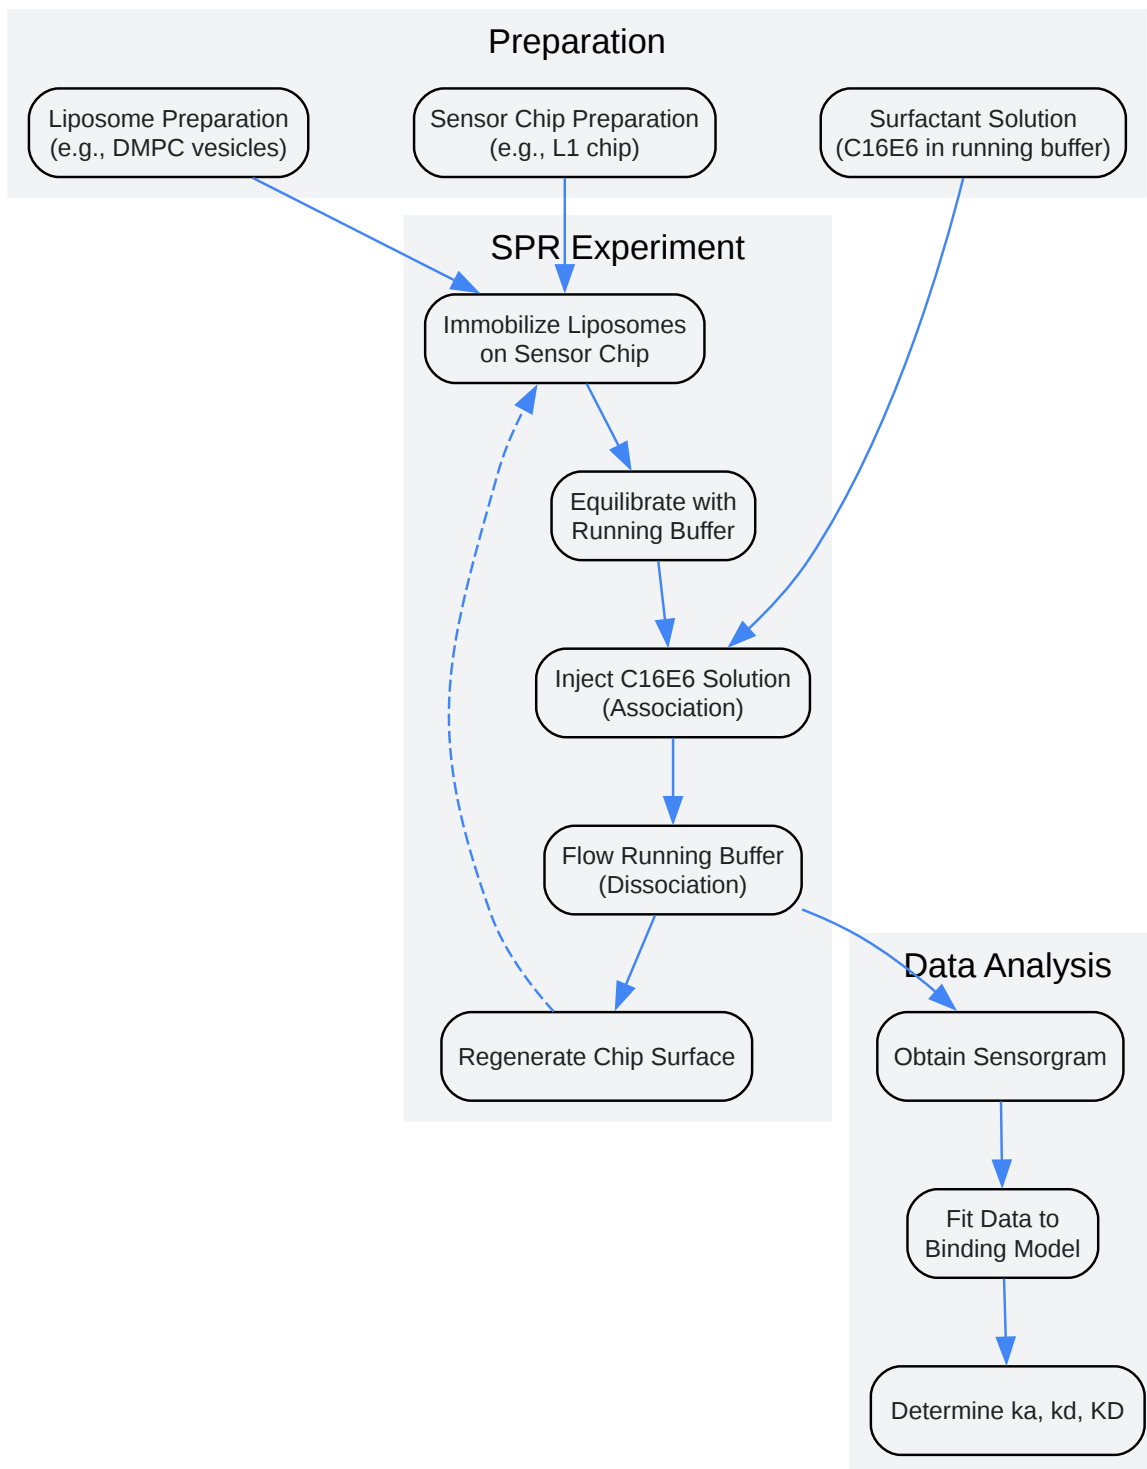 Preparation
Liposome Preparation
(e.g., DMPC vesicles)
Sensor Chip Preparation
(e.g., L1 chip)
Surfactant Solution
(C16E6 in running buffer)
SPR Experiment
Immobilize Liposomes
on Sensor Chip
Equilibrate with
Running Buffer
Inject C16E6 Solution
(Association)
Flow Running Buffer
(Dissociation)
Regenerate Chip Surface
Data Analysis
Obtain Sensorgram
Fit Data to
Binding Model
Determine ka, kd, KD